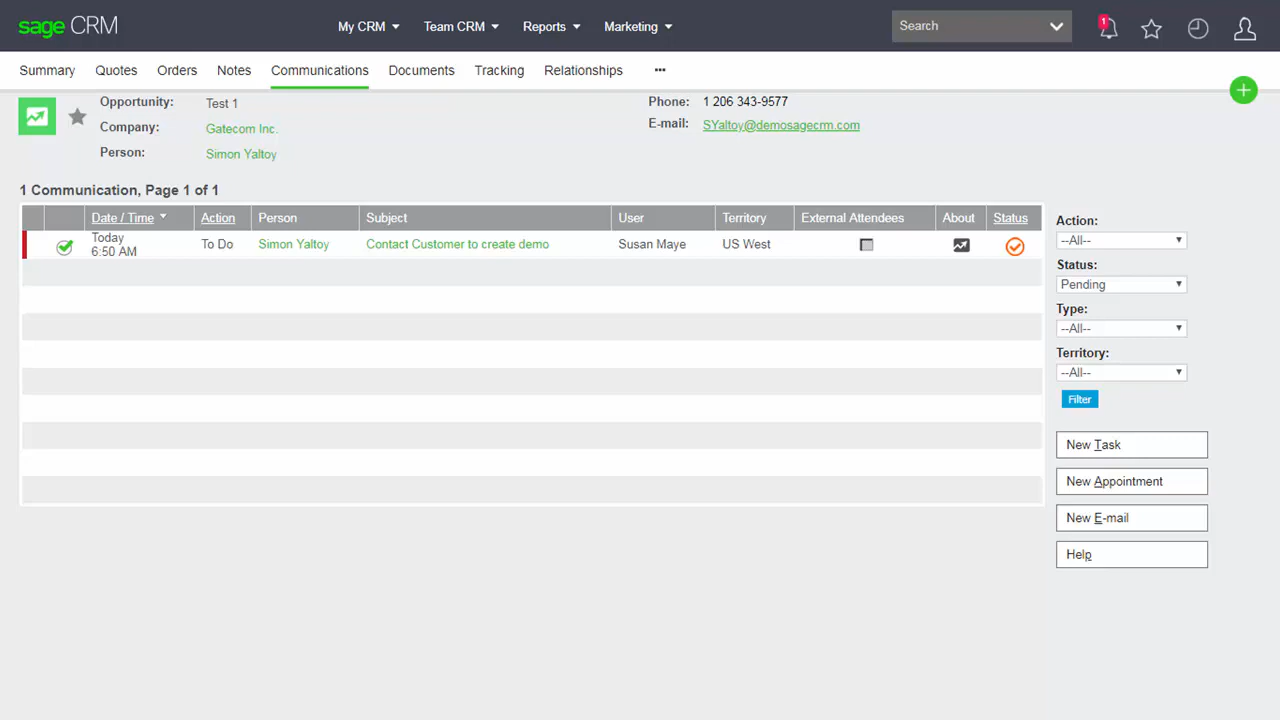 sage CRM
My CRM
Team CRM
Reports
Marketing
Search
1
Summary
Quotes
Orders
Notes
Communications
Documents
Tracking
Relationships
•••
Opportunity: Test 1
Company: Gatecom Inc.
Person: Simon Yaltoy
Phone: 1 206 343-9577
E-mail: SYaltoy@demosagecrm.com
1 Communication, Page 1 of 1
Date / Time Action Person Subject User Territory External Attendees About Status
Today
6:50 AM
To Do Simon Yaltoy Contact Customer to create demo Susan Maye US West
Action:
--All--
Status:
Pending
Type:
--All--
Territory:
--All--
Filter
New Task
New Appointment
New E-mail
Help